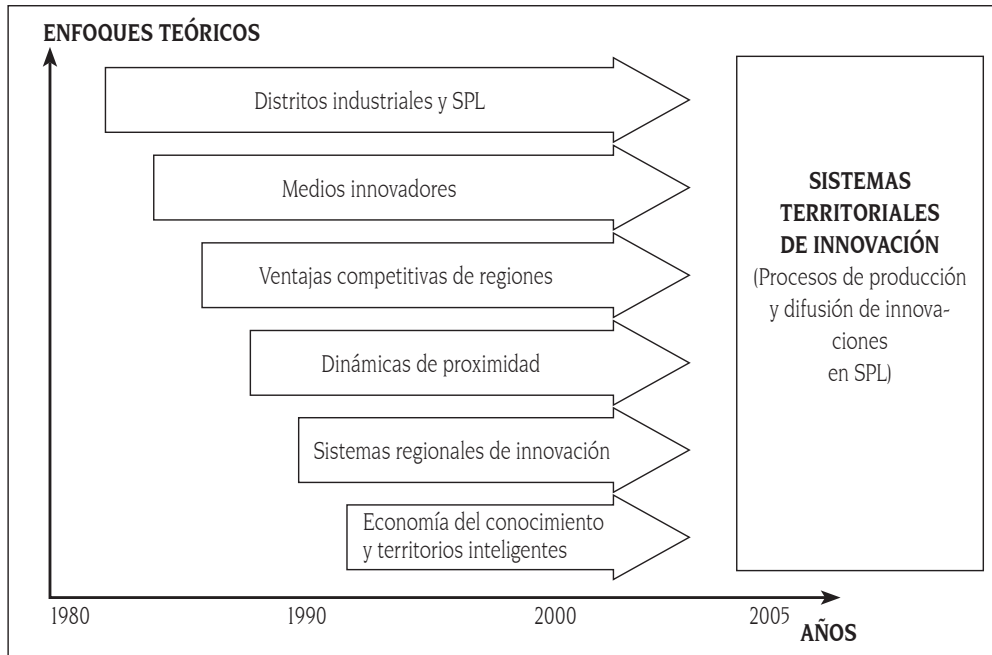 ENFOQUES TEÓRICOS
Distritos industriales y SPL
Medios innovadores
Ventajas competitivas de regiones
Dinámicas de proximidad
Sistemas regionales de innovación
Economía del conocimiento
y territorios inteligentes
SISTEMAS
TERRITORIALES
DE INNOVACIÓN
(Procesos de producción
y difusión de innova-
ciones
en SPL)
1980
1990
2000
2005
AÑOS